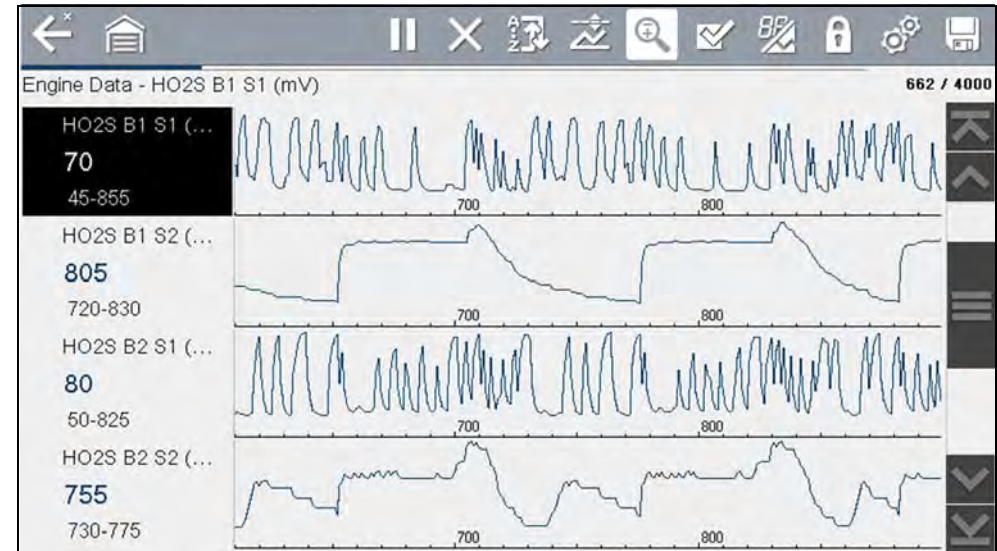 Engine Data - HO2S B1 S1 (mV)
662 / 4000
HO2S B1 S1 (...
70
45-855
700
800
HO2S B1 S2 (...
805
720-830
700
800
HO2S B2 S1 (...
80
50-825
700
800
HO2S B2 S2 (...
755
730-775
700
800